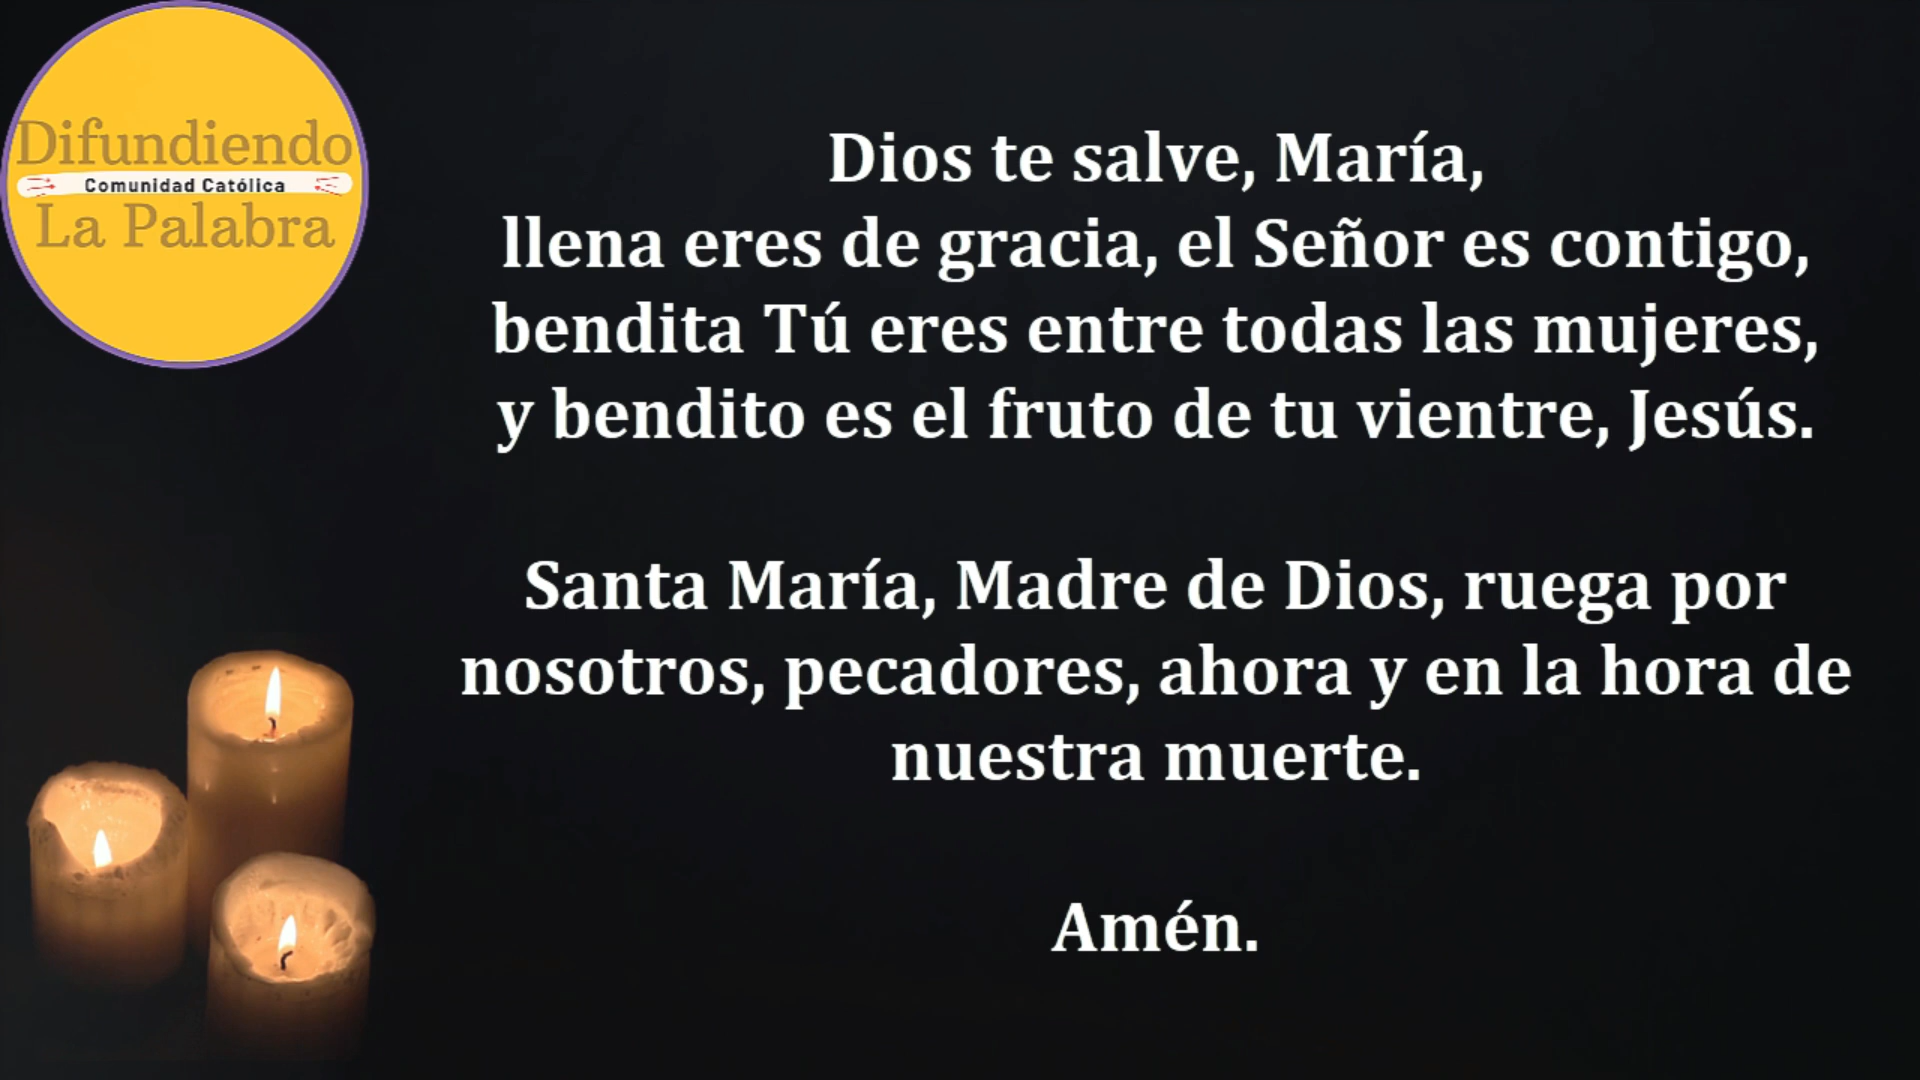 Difundiendo
Comunidad Católica
La Palabra
Dios te salve, María,
llena eres de gracia, el Señor es contigo,
bendita Tú eres entre todas las mujeres,
y bendito es el fruto de tu vientre, Jesús.
Santa María, Madre de Dios, ruega por
nosotros, pecadores, ahora y en la hora de
nuestra muerte.
Amén.